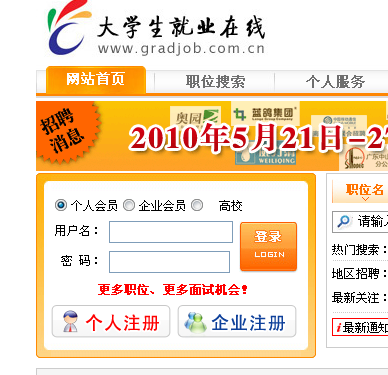 大学生就业在线
www.gradjob.com.cn
网站首页 职位搜索 个人服务
招聘消息
奥园 蓝鸽集团
2010年5月21日-2
WEILIQING
职位名
个人会员 企业会员 高校
请输
用户名：
登录
LOGIN
热门搜索：
密 码：
地区招聘：
更多职位、更多面试机会！
最新关注：
个人注册 企业注册
最新通知